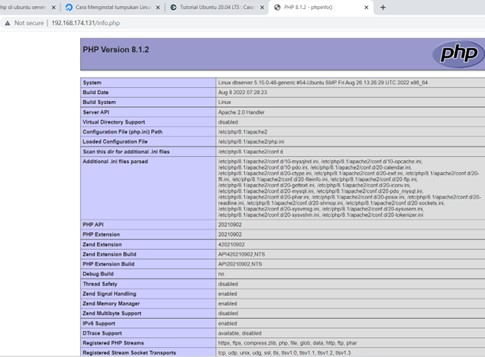 hp di ubuntu server
Cara Menginstal tumpukan Linu
Tutorial Ubuntu 20.04 LTS : Cara
PHP 8.1.2 - phpinfo()
Not secure | 192.168.174.131/info.php
PHP Version 8.1.2
php
System Linux dbserver 5.15.0-46-generic #54-Ubuntu SMP Fri Aug 26 13:26:29 UTC 2022 x86_64
Build Date Aug 8 2022 07:28:23
Build System Linux
Server API Apache 2.0 Handler
Virtual Directory Support disabled
Configuration File (php.ini) Path /etc/php/8.1/apache2
Loaded Configuration File /etc/php/8.1/apache2/php.ini
Scan this dir for additional .ini files /etc/php/8.1/apache2/conf.d
Additional .ini files parsed /etc/php/8.1/apache2/conf.d/10-mysqlnd.ini, /etc/php/8.1/apache2/conf.d/10-opcache.ini,
/etc/php/8.1/apache2/conf.d/10-pdo.ini, /etc/php/8.1/apache2/conf.d/20-calendar.ini,
/etc/php/8.1/apache2/conf.d/20-ctype.ini, /etc/php/8.1/apache2/conf.d/20-exif.ini, /etc/php/8.1/apache2/conf.d/20-
ffi.ini, /etc/php/8.1/apache2/conf.d/20-fileinfo.ini, /etc/php/8.1/apache2/conf.d/20-ftp.ini,
/etc/php/8.1/apache2/conf.d/20-gettext.ini, /etc/php/8.1/apache2/conf.d/20-iconv.ini,
/etc/php/8.1/apache2/conf.d/20-mysqli.ini, /etc/php/8.1/apache2/conf.d/20-pdo_mysql.ini,
/etc/php/8.1/apache2/conf.d/20-phar.ini, /etc/php/8.1/apache2/conf.d/20-posix.ini, /etc/php/8.1/apache2/conf.d/20-
readline.ini, /etc/php/8.1/apache2/conf.d/20-shmop.ini, /etc/php/8.1/apache2/conf.d/20-sockets.ini,
/etc/php/8.1/apache2/conf.d/20-sysvmsg.ini, /etc/php/8.1/apache2/conf.d/20-sysvsem.ini,
/etc/php/8.1/apache2/conf.d/20-sysvshm.ini, /etc/php/8.1/apache2/conf.d/20-tokenizer.ini
PHP API 20210902
PHP Extension 20210902
Zend Extension 420210902
Zend Extension Build API420210902,NTS
PHP Extension Build API20210902,NTS
Debug Build no
Thread Safety disabled
Zend Signal Handling enabled
Zend Memory Manager enabled
Zend Multibyte Support disabled
IPv6 Support enabled
DTrace Support available, disabled
Registered PHP Streams https, ftps, compress.zlib, php, file, glob, data, http, ftp, phar
Registered Stream Socket Transports tcp, udp, unix, udg, ssl, tls, tlsv1.0, tlsv1.1, tlsv1.2, tlsv1.3